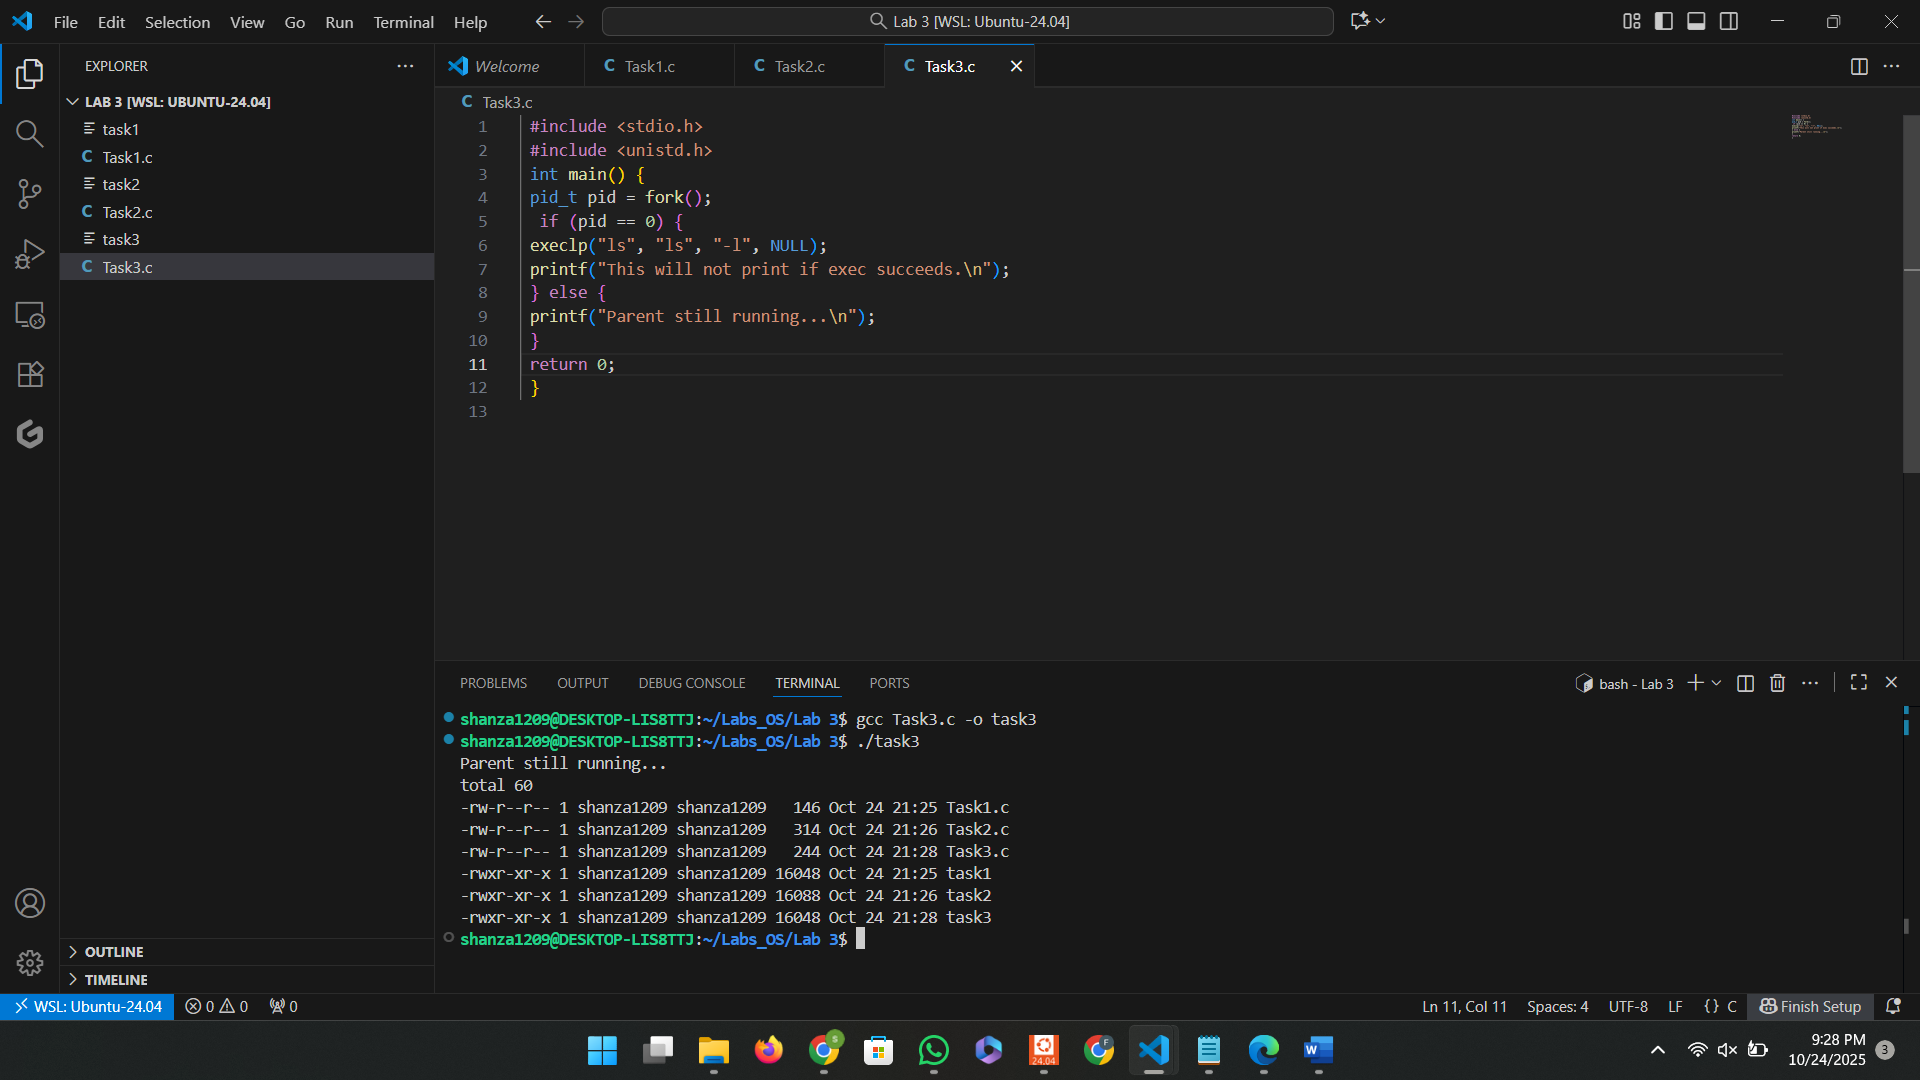 File Edit Selection View Go Run Terminal Help
Lab 3 [WSL: Ubuntu-24.04]
EXPLORER
LAB 3 [WSL: UBUNTU-24.04]
task1
C Task1.c
task2
C Task2.c
task3
C Task3.c
OUTLINE
TIMELINE
Welcome
C Task1.c
C Task2.c
C Task3.c
C Task3.c
1 #include <stdio.h>
2 #include <unistd.h>
3 int main() {
4 pid_t pid = fork();
5  if (pid == 0) {
6 execlp("ls", "ls", "-l", NULL);
7 printf("This will not print if exec succeeds.\n");
8 } else {
9 printf("Parent still running...\n");
10 }
11 return 0;
12 }
13
PROBLEMS OUTPUT DEBUG CONSOLE TERMINAL PORTS
bash - Lab 3
shanza1209@DESKTOP-LIS8TTJ:~/Labs_OS/Lab 3$ gcc Task3.c -o task3
shanza1209@DESKTOP-LIS8TTJ:~/Labs_OS/Lab 3$ ./task3
Parent still running...
total 60
-rw-r--r-- 1 shanza1209 shanza1209   146 Oct 24 21:25 Task1.c
-rw-r--r-- 1 shanza1209 shanza1209   314 Oct 24 21:26 Task2.c
-rw-r--r-- 1 shanza1209 shanza1209   244 Oct 24 21:28 Task3.c
-rwxr-xr-x 1 shanza1209 shanza1209 16048 Oct 24 21:25 task1
-rwxr-xr-x 1 shanza1209 shanza1209 16088 Oct 24 21:26 task2
-rwxr-xr-x 1 shanza1209 shanza1209 16048 Oct 24 21:28 task3
shanza1209@DESKTOP-LIS8TTJ:~/Labs_OS/Lab 3$
WSL: Ubuntu-24.04 0 0 0
Ln 11, Col 11 Spaces: 4 UTF-8 LF {} C Finish Setup
S
24.04
F
W
9:28 PM
10/24/2025
3